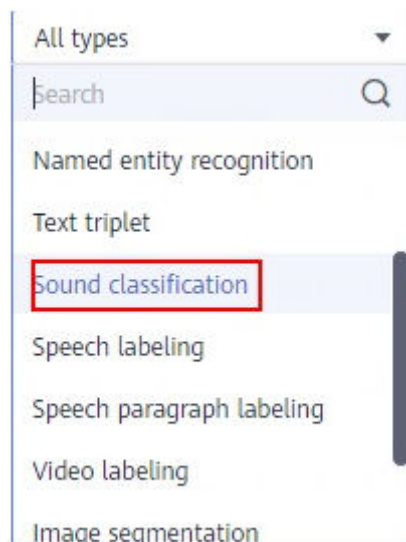 All types
Search
Named entity recognition
Text triplet
Sound classification
Speech labeling
Speech paragraph labeling
Video labeling
Image segmentation